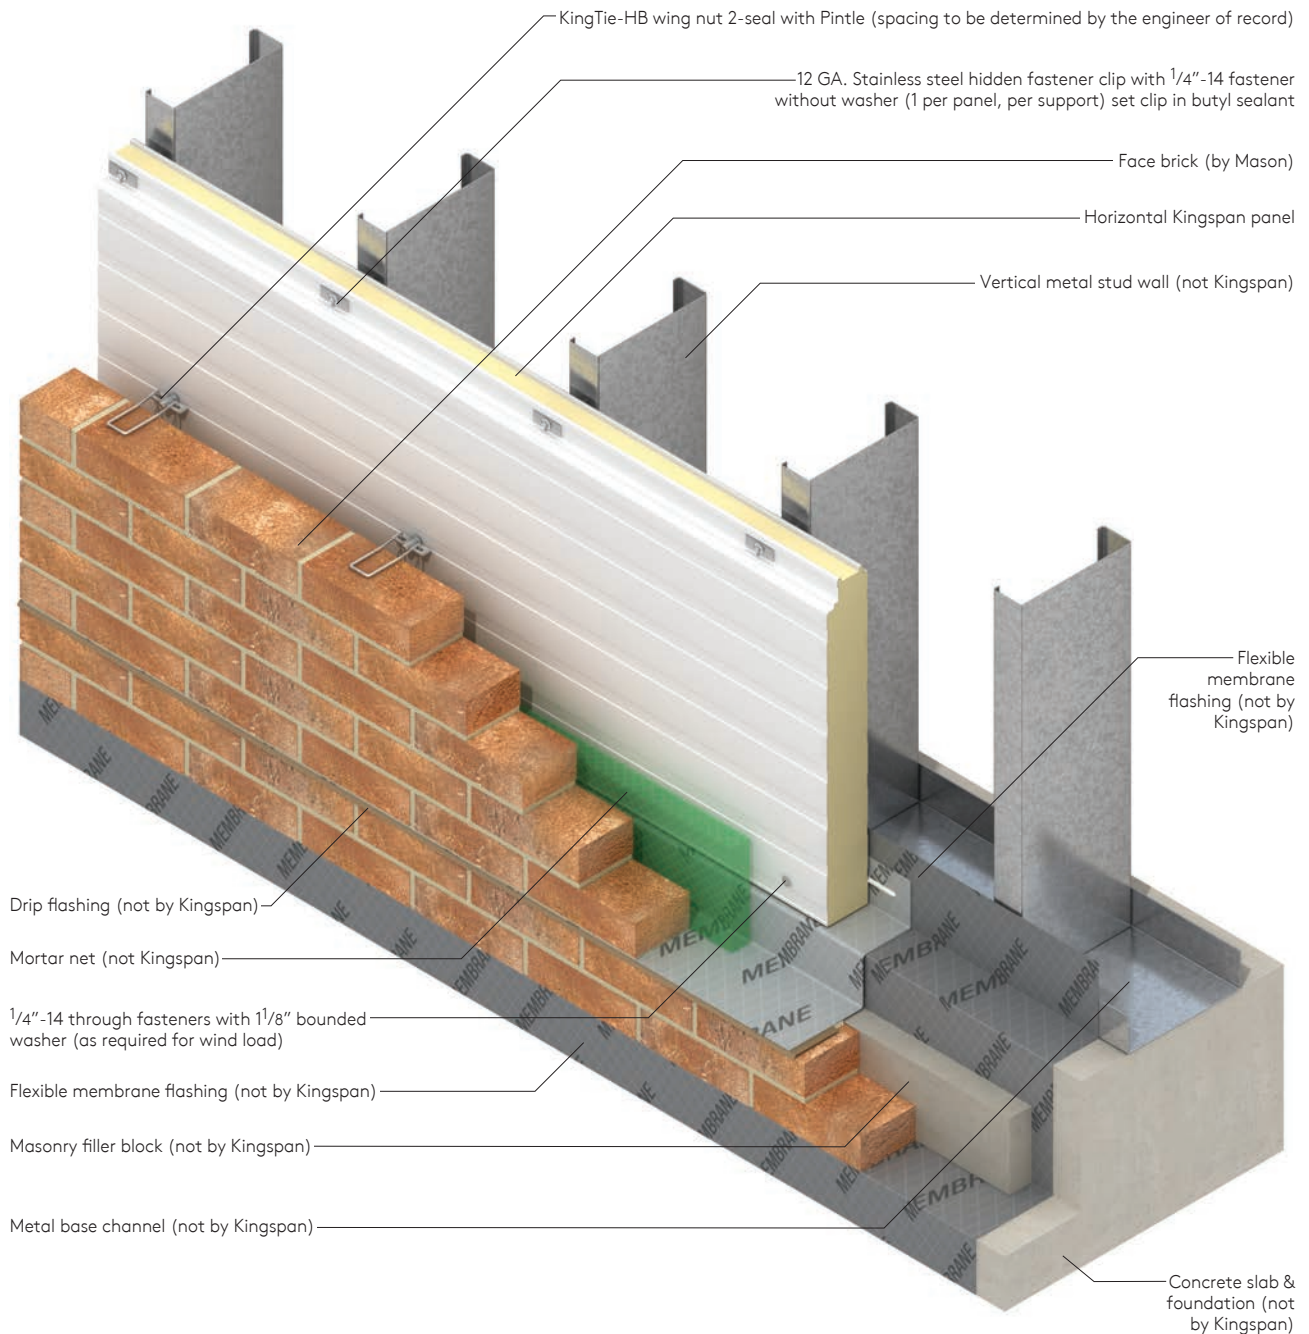 KingTie-HB wing nut 2-seal with Pintle (spacing to be determined by the engineer of record)
12 GA. Stainless steel hidden fastener clip with 1/4"-14 fastener
without washer (1 per panel, per support) set clip in butyl sealant
Face brick (by Mason)
Horizontal Kingspan panel
Vertical metal stud wall (not Kingspan)
Flexible
membrane
flashing (not by
Kingspan)
Drip flashing (not by Kingspan)
Mortar net (not Kingspan)
1/4"-14 through fasteners with 1 1/8" bounded
washer (as required for wind load)
Flexible membrane flashing (not by Kingspan)
Masonry filler block (not by Kingspan)
Metal base channel (not by Kingspan)
Concrete slab &
foundation (not
by Kingspan)
MEMBRANE
MEMBRANE
MEMBRANE
MEMBRANE